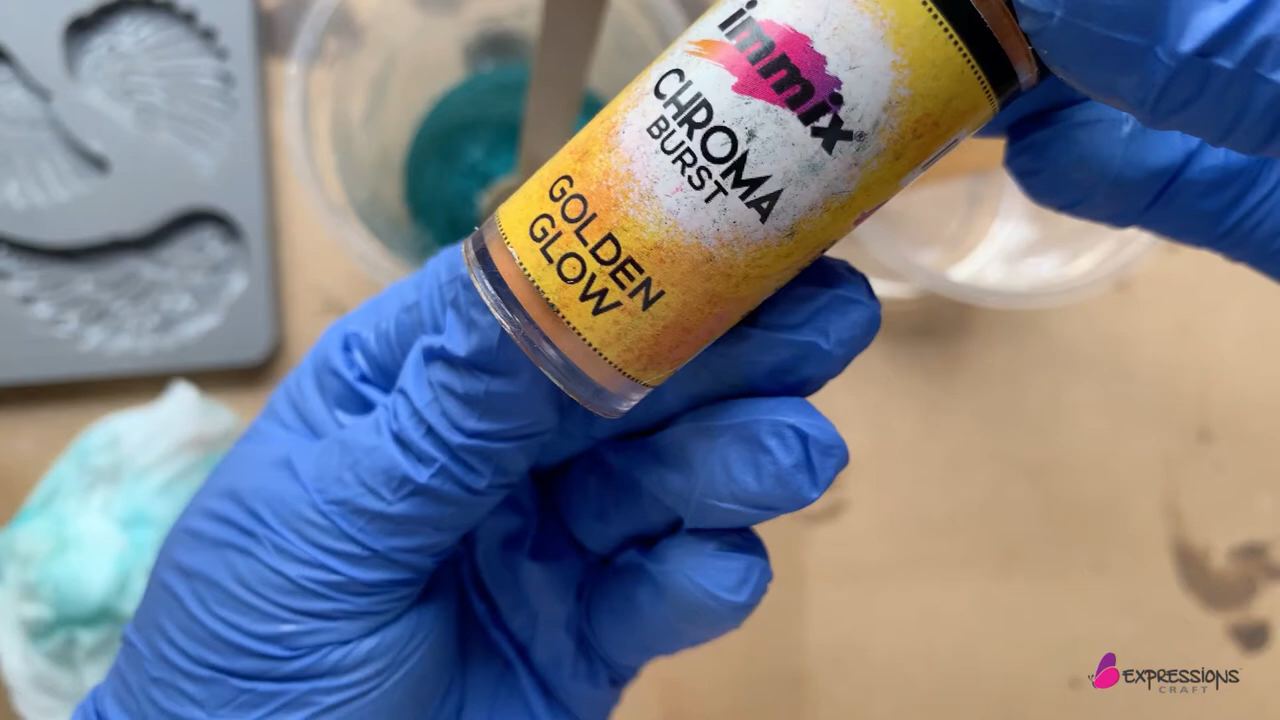 immix®
CHROMA
BURST
GOLDEN
GLOW
EXPRESSIONS
CRAFT